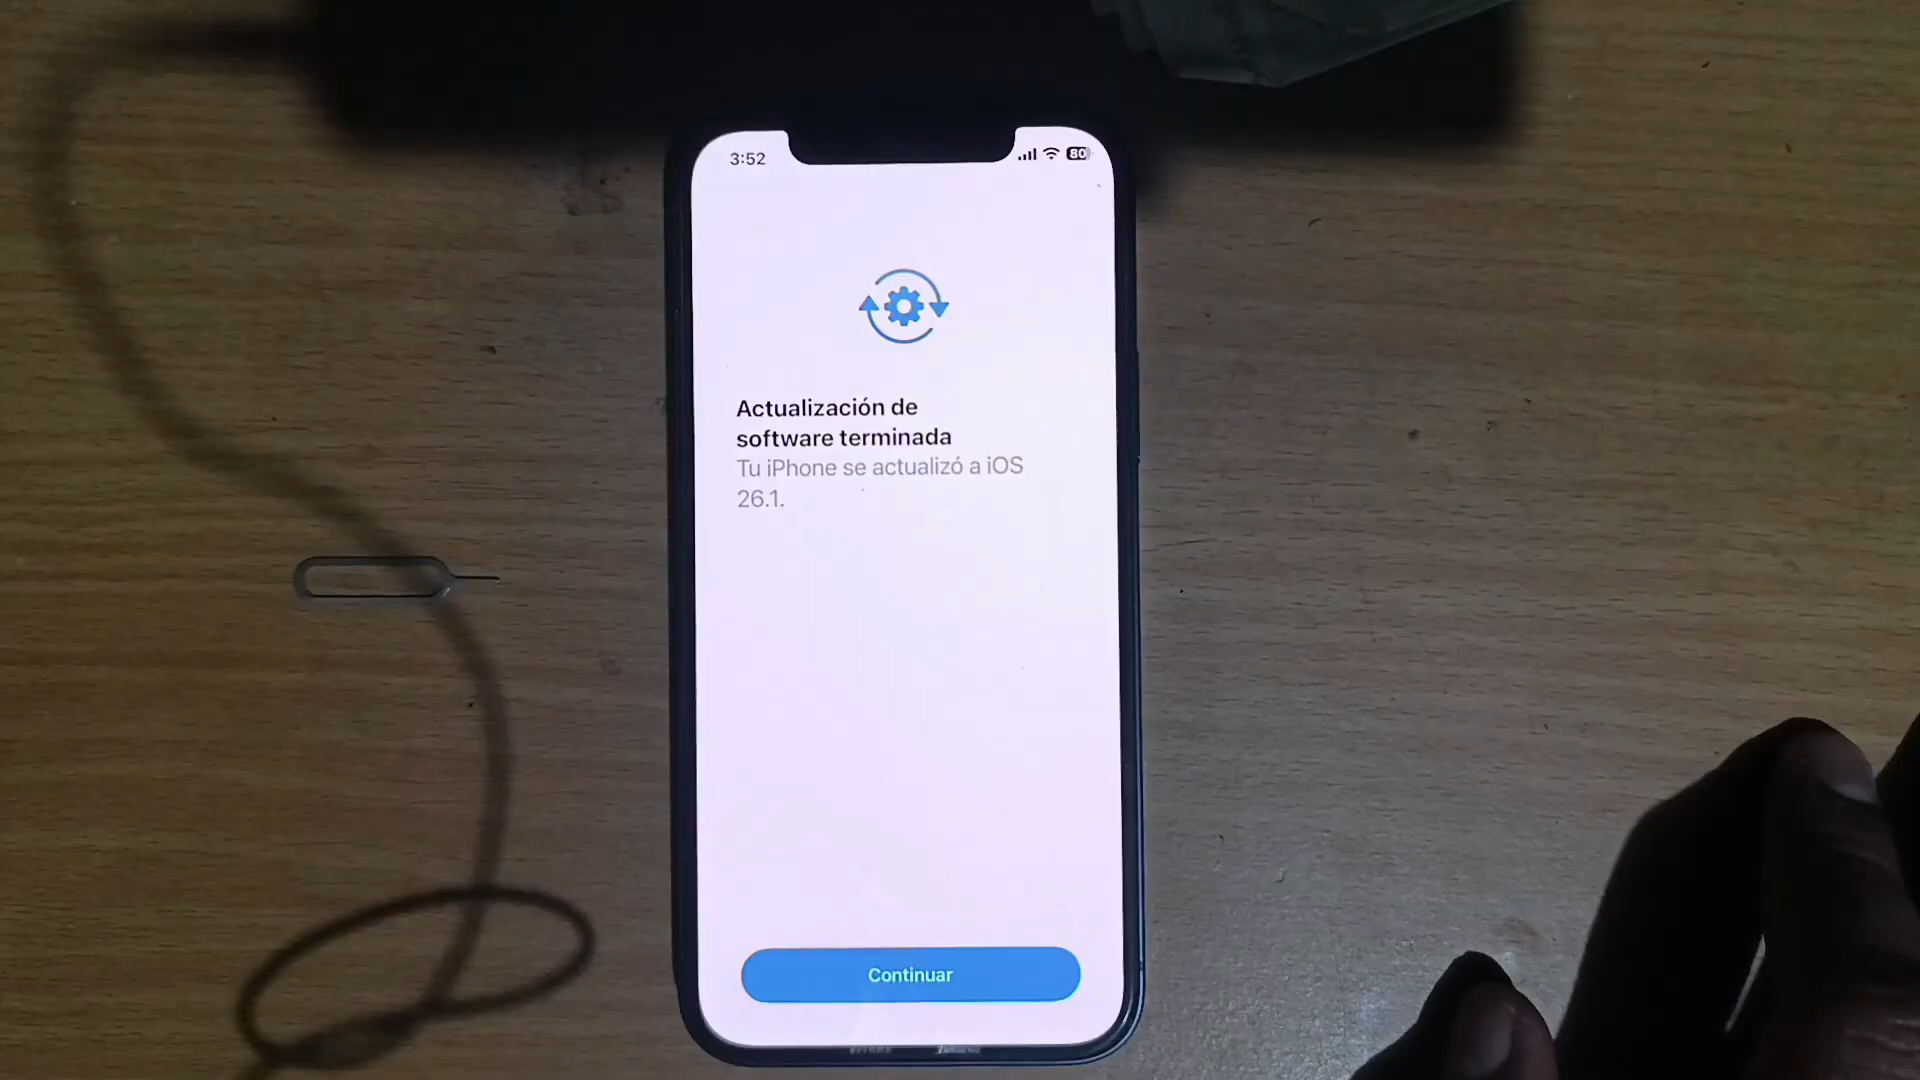 3:52
80
Actualización de
software terminada
Tu iPhone se actualizó a iOS
26.1.
Continuar